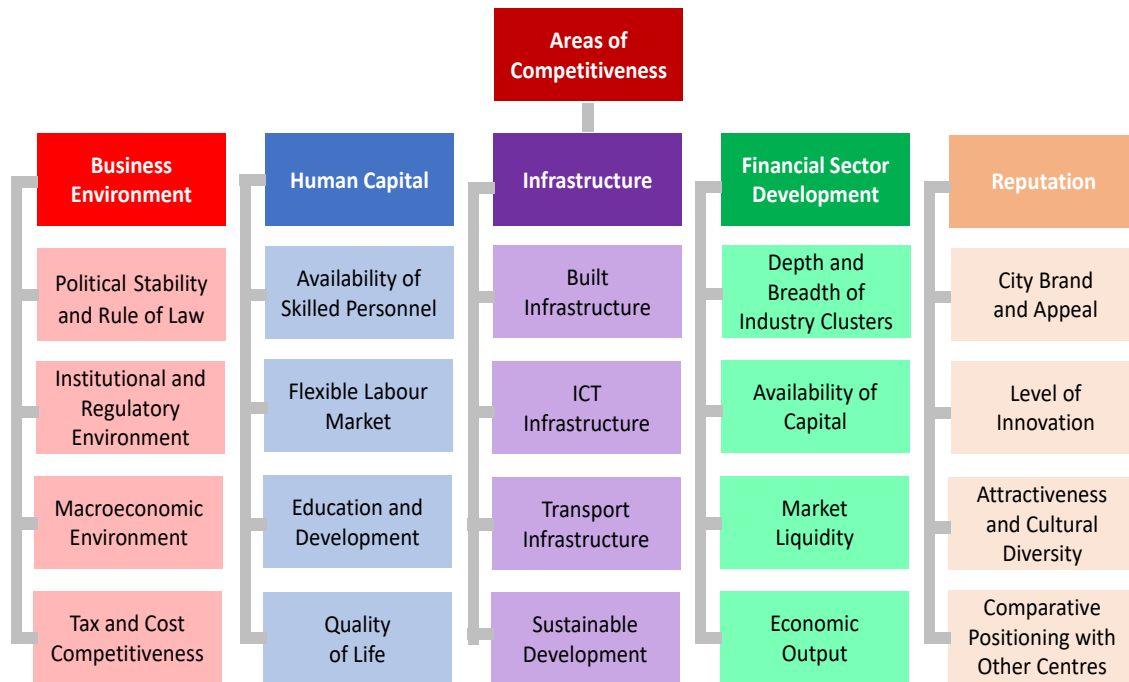 Areas of
Competitiveness
Business
Environment
Human Capital
Infrastructure
Financial Sector
Development
Reputation
Political Stability
and Rule of Law
Availability of
Skilled Personnel
Built
Infrastructure
Depth and
Breadth of
Industry Clusters
City Brand
and Appeal
Institutional and
Regulatory
Environment
Flexible Labour
Market
ICT
Infrastructure
Availability of
Capital
Level of
Innovation
Macroeconomic
Environment
Education and
Development
Transport
Infrastructure
Market
Liquidity
Attractiveness
and Cultural
Diversity
Tax and Cost
Competitiveness
Quality
of Life
Sustainable
Development
Economic
Output
Comparative
Positioning with
Other Centres